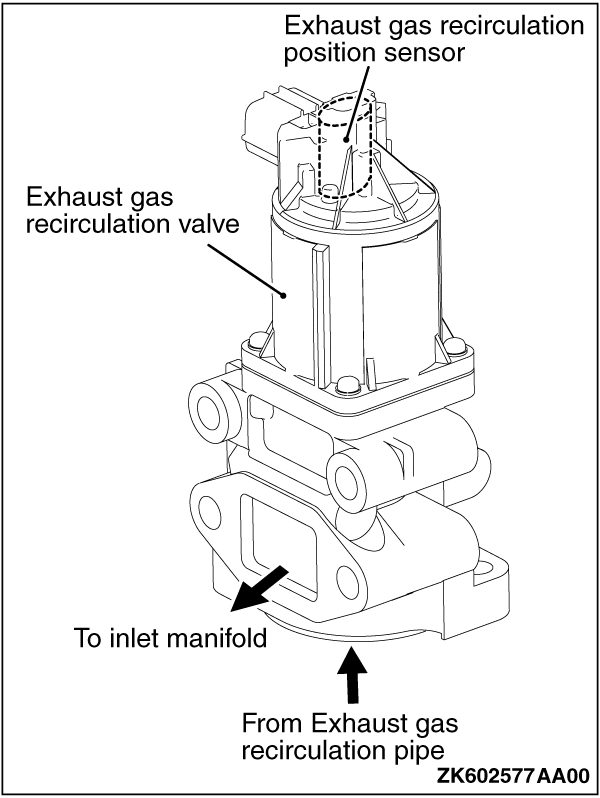 Exhaust gas recirculation
position sensor
Exhaust gas
recirculation valve
To inlet manifold
From Exhaust gas
recirculation pipe
ZK602577AA00